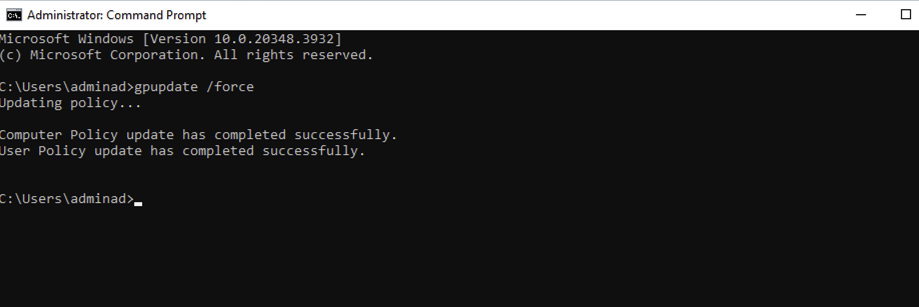 Administrator: Command Prompt
Microsoft Windows [Version 10.0.20348.3932]
(c) Microsoft Corporation. All rights reserved.
C:\Users\adminad>gpupdate /force
Updating policy...
Computer Policy update has completed successfully.
User Policy update has completed successfully.
C:\Users\adminad>